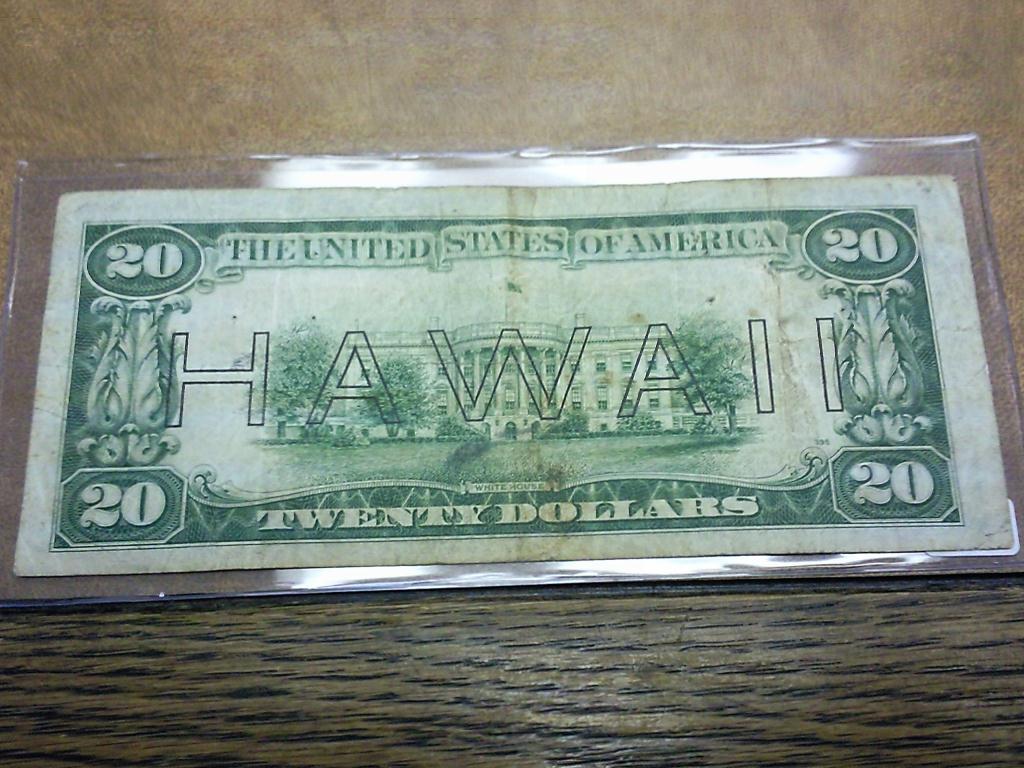 20 THE UNITED STATES OF AMERICA 20
HAWAII
WHITE HOUSE
20 TWENTY DOLLARS 20